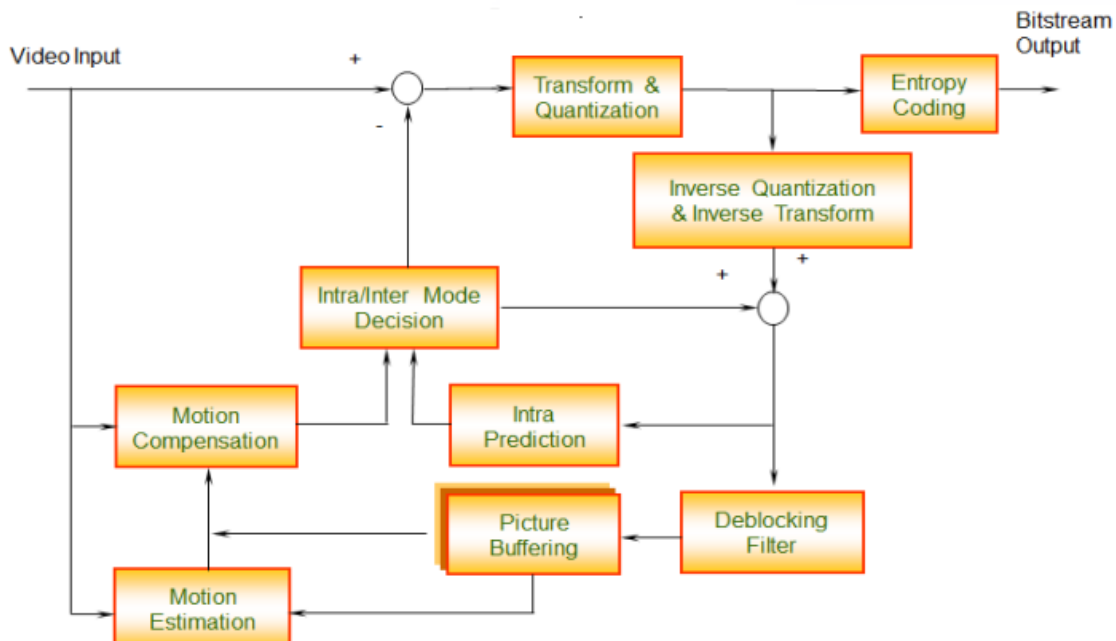 Bitstream
Output
Video Input
+
-
Transform &
Quantization
Entropy
Coding
Inverse Quantization
& Inverse Transform
+
+
Intra/Inter Mode
Decision
Motion
Compensation
Intra
Prediction
Picture
Buffering
Deblocking
Filter
Motion
Estimation